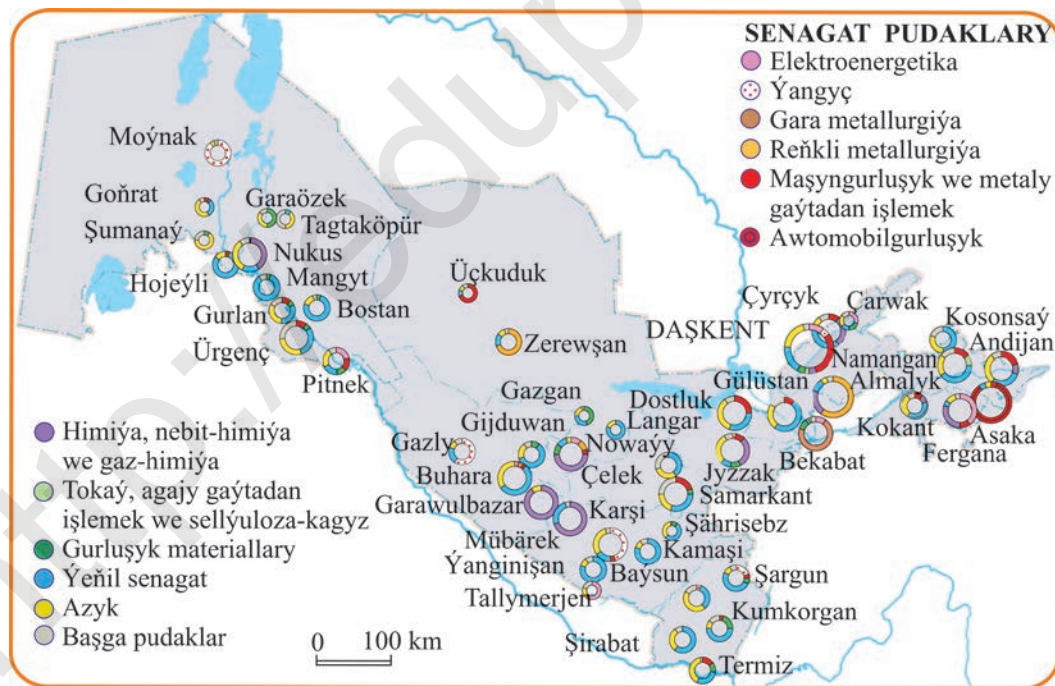 SENAGAT PUDAKLARY
Elektroenergetika
Ýangyç
Gara metallurgiýa
Reňkli metallurgiýa
Maşyngurluşyk we metaly
gaýtadan işlemek
Awtomobilgurluşyk
Moýnak
Goňrat
Garaözek
Şumanaý
Tagtaköpür
Nukus
Hojeýli
Mangyt
Gurlan
Bostan
Ürgenç
Pitnek
Üçkuduk
Zerewşan
Çyrçyk
Çarwak
DAŞKENT
Kosonsaý
Andijan
Namangan
Gülüstan
Almalyk
Dostluk
Gazgan
Langar
Gijduwan
Nowaýy
Kokant
Asaka
Gazly
Bekabat
Fergana
Çelek
Jyzzak
Buhara
Samarkant
Garawulbazar
Karşi
Şährisebz
Mübärek
Kamaşi
Ýanginişan
Baýsun
Şargun
Tallymerjen
Kumkorgan
Şirabat
Termiz
Himiýa, nebit-himiýa
we gaz-himiýa
Tokaý, agajy gaýtadan
işlemek we sellýuloza-kagyz
Gurluşyk materiallary
Ýeňil senagat
Azyk
Başga pudaklar
0 100 km
http://edup